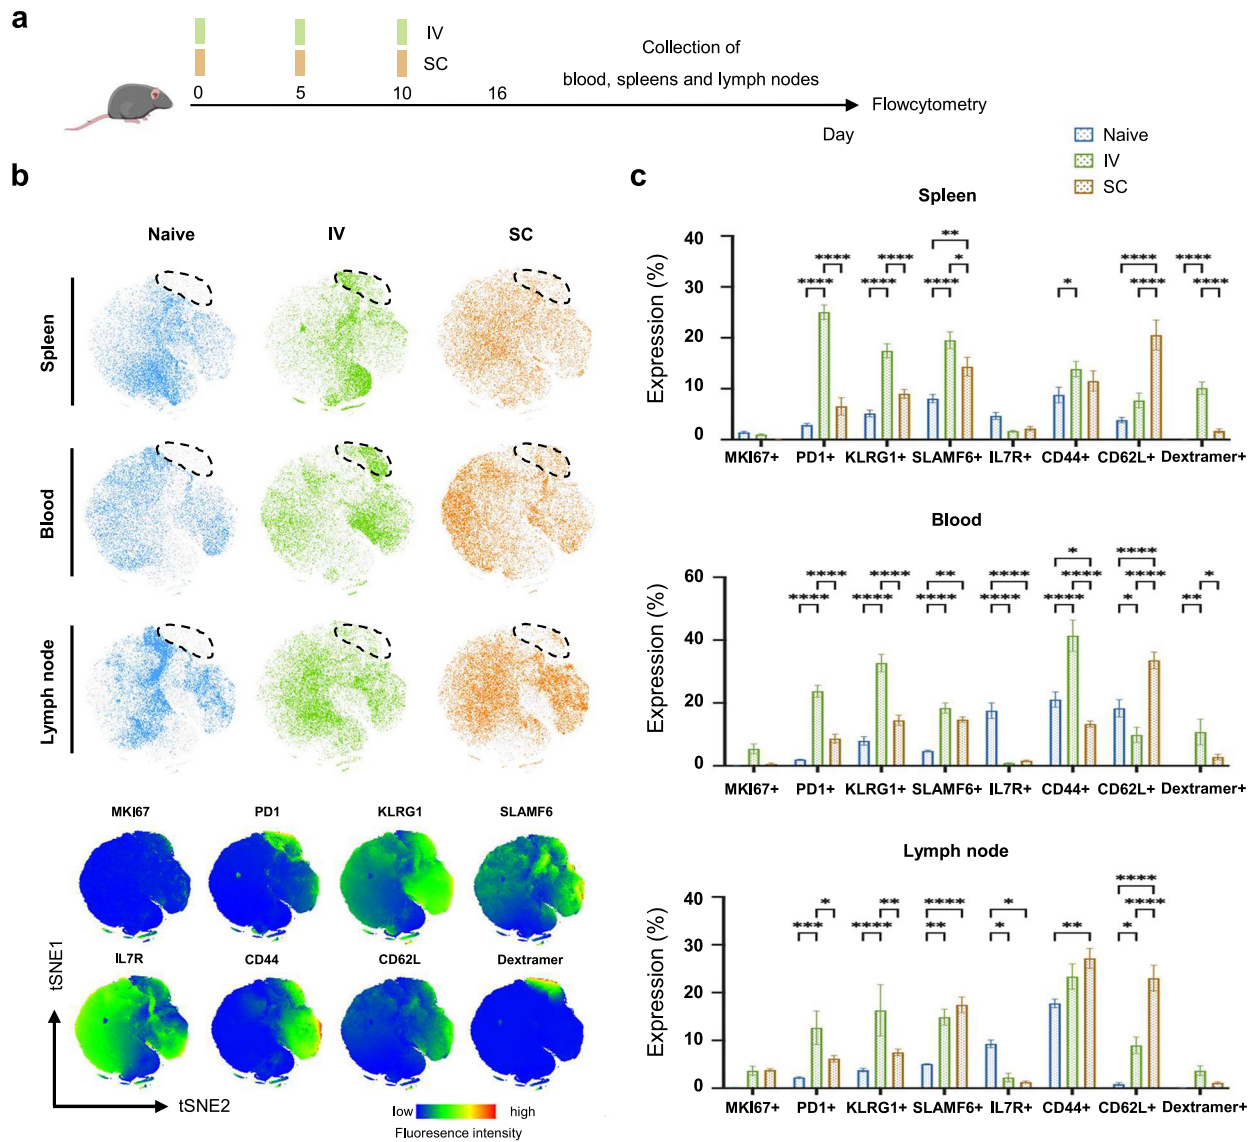 a
IV
SC
0
5
10
16
Collection of
blood, spleens and lymph nodes
Day
Flowcytometry
b
Naive
IV
SC
Spleen
Blood
Lymph node
MKI67
PD1
KLRG1
SLAMF6
IL7R
CD44
CD62L
Dextramer
tSNE1
tSNE2
low
high
Fluoresence intensity
c
Naive
IV
SC
Spleen
Expression (%)
40
30
20
10
0
**
**** **** * **** ****
**** **** **** * **** ****
MKI67+ PD1+ KLRG1+ SLAMF6+ IL7R+ CD44+ CD62L+ Dextramer+
Blood
Expression (%)
60
40
20
0
* ****
**** **** ** **** **** **** *
**** **** **** **** **** * **
MKI67+ PD1+ KLRG1+ SLAMF6+ IL7R+ CD44+ CD62L+ Dextramer+
Lymph node
Expression (%)
40
30
20
10
0
****
* ** **** * ****
*** **** ** * ** *
MKI67+ PD1+ KLRG1+ SLAMF6+ IL7R+ CD44+ CD62L+ Dextramer+